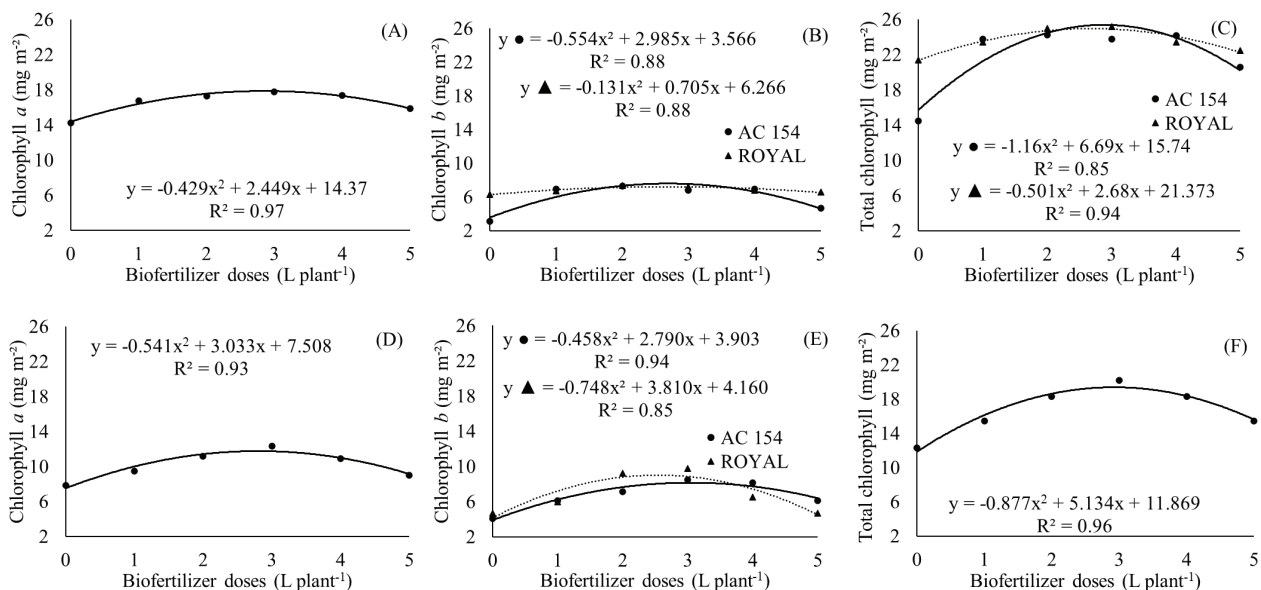 (A)
Chlorophyll a (mg m⁻²)
26
22
18
14
10
6
2
y = -0.429x² + 2.449x + 14.37
R² = 0.97
0 1 2 3 4 5
Biofertilizer doses (L plant⁻¹)
(B)
Chlorophyll b (mg m⁻²)
26
22
18
14
10
6
2
y ● = -0.554x² + 2.985x + 3.566
R² = 0.88
y ▲ = -0.131x² + 0.705x + 6.266
R² = 0.88
● AC 154
▲ ROYAL
0 1 2 3 4 5
Biofertilizer doses (L plant⁻¹)
(C)
Total chlorophyll (mg m⁻²)
26
22
18
14
10
6
2
● AC 154
▲ ROYAL
y ● = -1.16x² + 6.69x + 15.74
R² = 0.85
y ▲ = -0.501x² + 2.68x + 21.373
R² = 0.94
0 1 2 3 4 5
Biofertilizer doses (L plant⁻¹)
(D)
Chlorophyll a (mg m⁻²)
26
22
18
14
10
6
2
y = -0.541x² + 3.033x + 7.508
R² = 0.93
0 1 2 3 4 5
Biofertilizer doses (L plant⁻¹)
(E)
Chlorophyll b (mg m⁻²)
26
22
18
14
10
6
2
y ● = -0.458x² + 2.790x + 3.903
R² = 0.94
y ▲ = -0.748x² + 3.810x + 4.160
R² = 0.85
● AC 154
▲ ROYAL
0 1 2 3 4 5
Biofertilizer doses (L plant⁻¹)
(F)
Total chlorophyll (mg m⁻²)
26
22
18
14
10
6
2
y = -0.877x² + 5.134x + 11.869
R² = 0.96
0 1 2 3 4 5
Biofertilizer doses (L plant⁻¹)